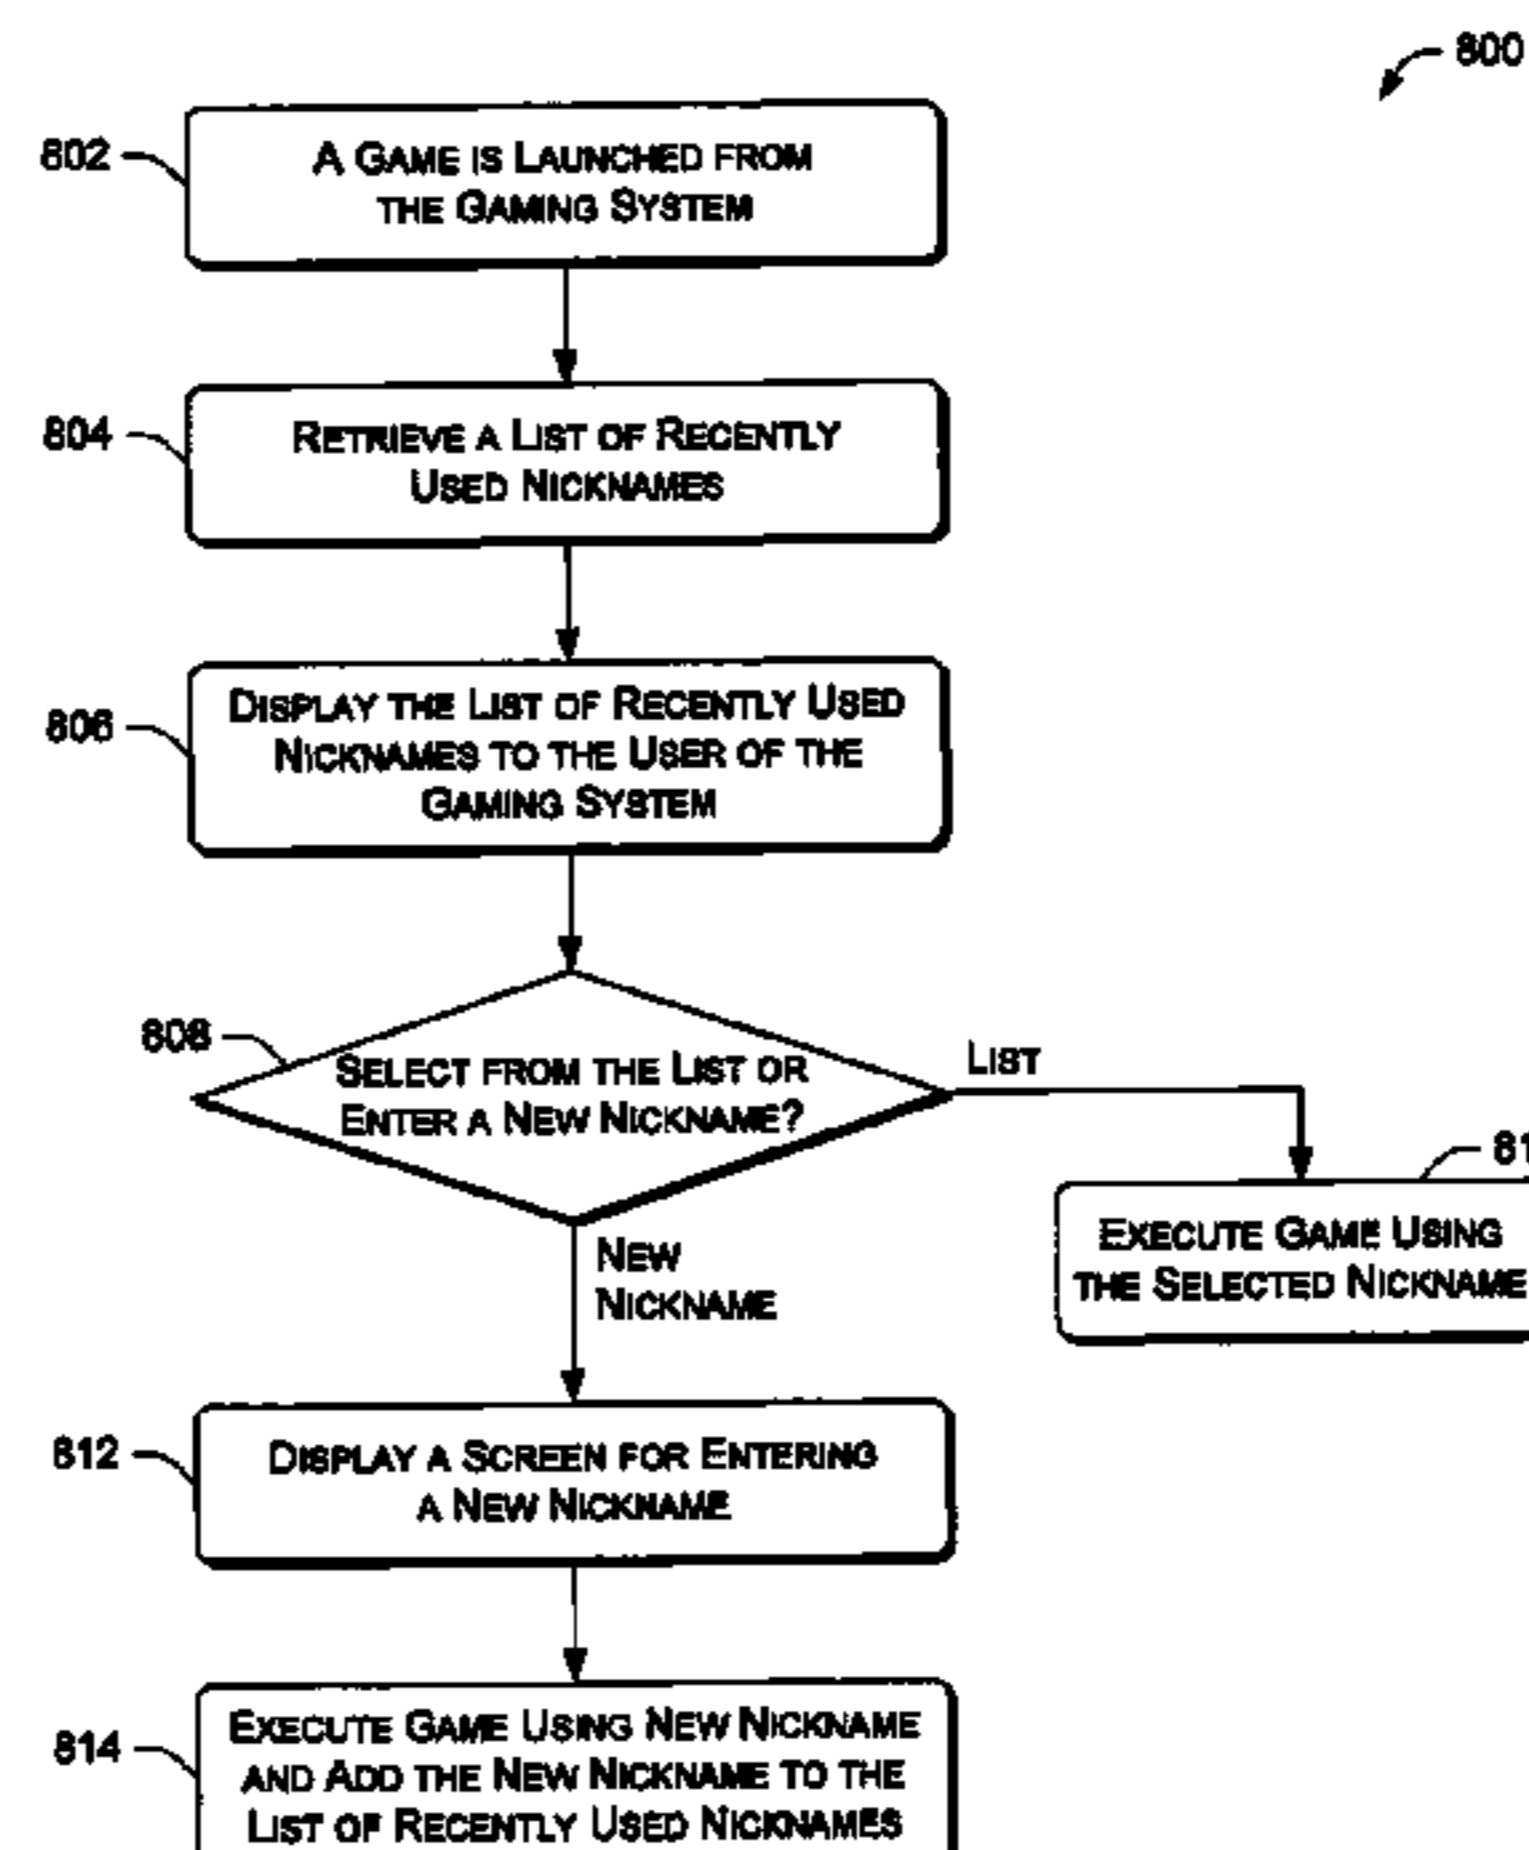 800
802
A GAME IS LAUNCHED FROM
THE GAMING SYSTEM
804
RETRIEVE A LIST OF RECENTLY
USED NICKNAMES
806
DISPLAY THE LIST OF RECENTLY USED
NICKNAMES TO THE USER OF THE
GAMING SYSTEM
808
SELECT FROM THE LIST OR
ENTER A NEW NICKNAME?
LIST
EXECUTE GAME USING
THE SELECTED NICKNAME
NEW
NICKNAME
812
DISPLAY A SCREEN FOR ENTERING
A NEW NICKNAME
814
EXECUTE GAME USING NEW NICKNAME
AND ADD THE NEW NICKNAME TO THE
LIST OF RECENTLY USED NICKNAMES